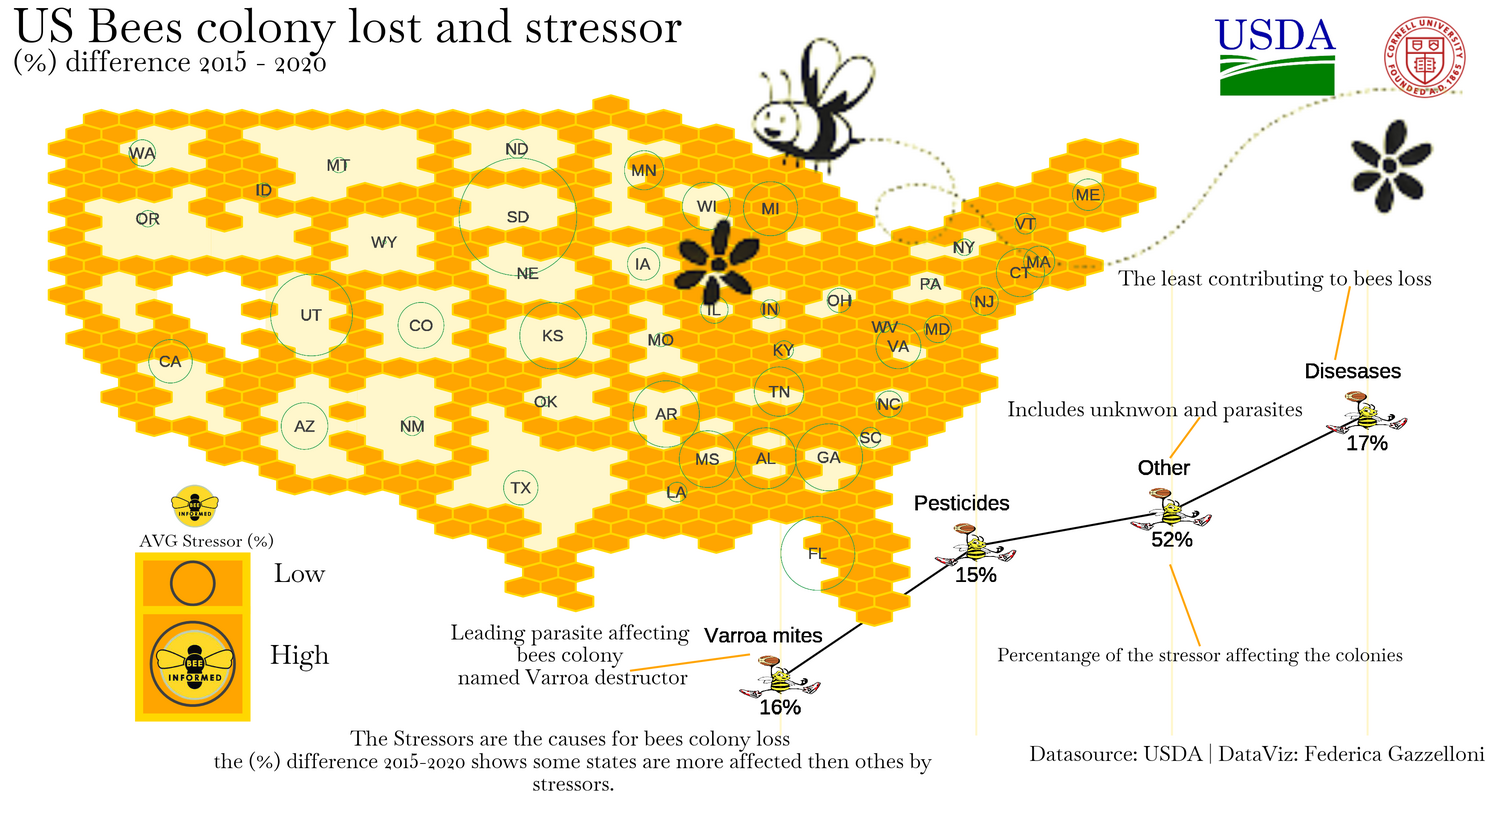 US Bees colony lost and stressor
(%) difference 2015 - 2020
USDA
CORNELL UNIVERSITY
FOUNDED A.D. 1865
WA
MT
ND
MN
ID
OR
SD
WI
MI
ME
WY
VT
NY
MA
CT
NE
IA
PA
OH
NJ
UT
CO
KS
IL
IN
MO
WV
MD
VA
KY
CA
TN
OK
AR
NC
AZ
NM
SC
MS
AL
GA
TX
LA
FL
The least contributing to bees loss
Disesases
17%
Includes unknwon and parasites
Other
52%
Pesticides
15%
Percentange of the stressor affecting the colonies
BEE
INFORMED
AVG Stressor (%)
Low
High
BEE
INFORMED
Leading parasite affecting
bees colony
named Varroa destructor
Varroa mites
16%
The Stressors are the causes for bees colony loss
the (%) difference 2015-2020 shows some states are more affected then othes by
stressors.
Datasource: USDA | DataViz: Federica Gazzelloni